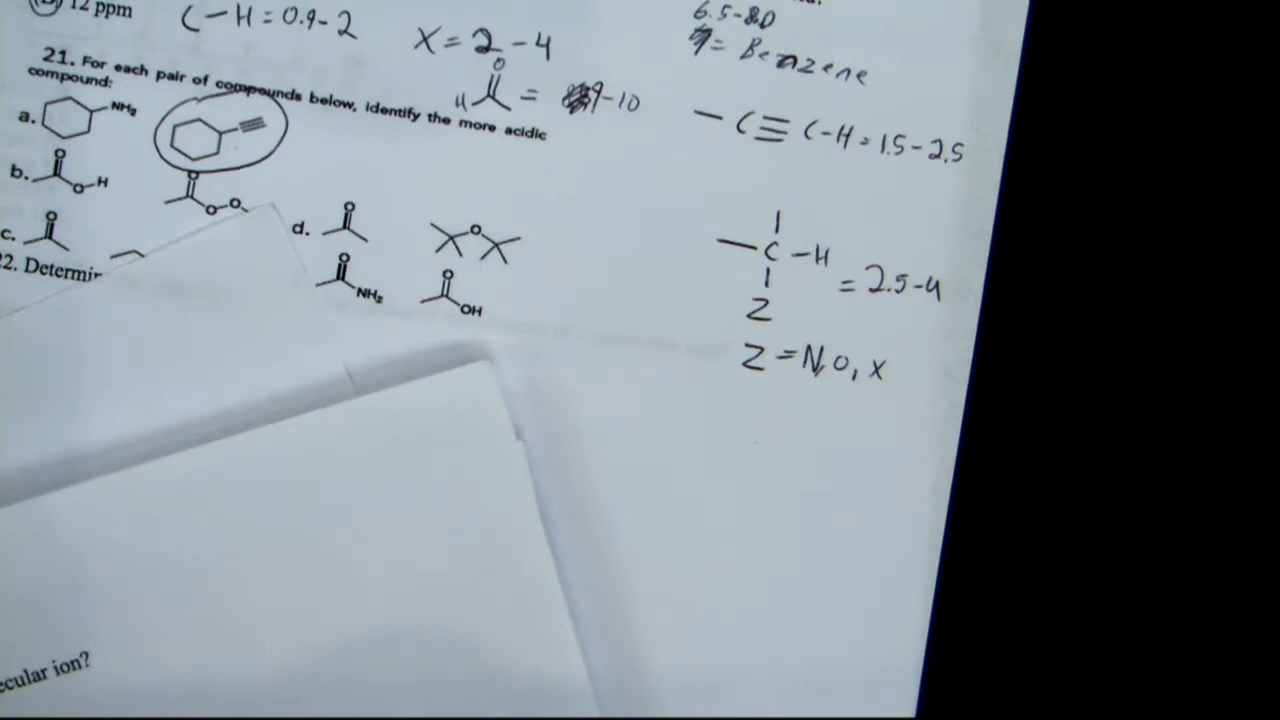 12 ppm
C-H = 0.9-2
X = 2-4
6.5-8.0
= Benzene
21. For each pair of compounds below, identify the more acidic
compound:
O
H = 9-10
-C≡C-H = 1.5-2.5
a. NH₂
b. O O-H
O O-O
c. O
d. O
O
O NH₂
O OH
22. Determin
-C-H = 2.5-4
Z
Z = N, O, X
ecular ion?